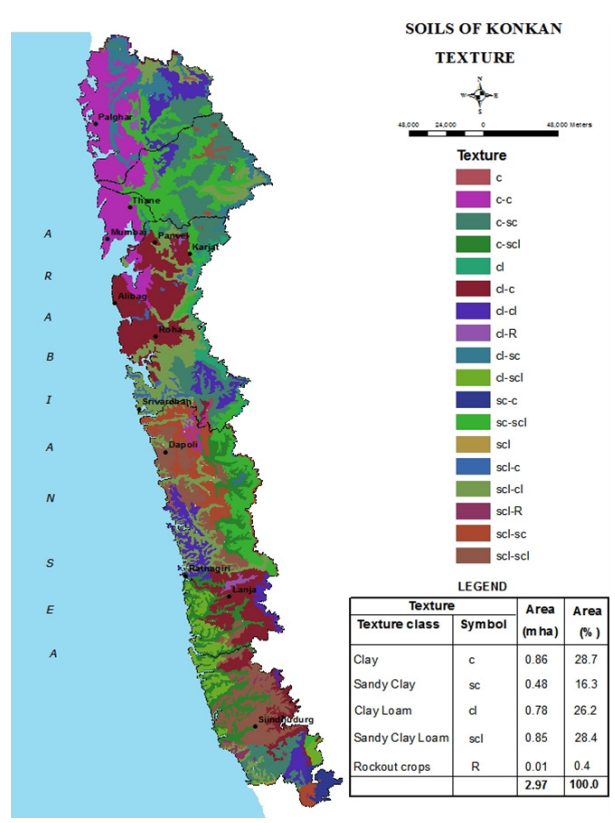 SOILS OF KONKAN
TEXTURE
N
W E
S
48,000 24,000 0 48,000 Meters
Texture
c
c-c
c-sc
c-scl
cl
cl-c
cl-cl
cl-R
cl-sc
cl-scl
sc-c
sc-scl
scl
scl-c
scl-cl
scl-R
scl-sc
scl-scl
Palghar
Thane
Mumbai
Panvel
Karjat
Alibag
Roha
Srivardhan
Dapoli
Ratnagiri
Lanja
Sindhudurg
A R A B I A N S E A
LEGEND
Texture Area (mha) Area (%)
Texture class Symbol
Clay c 0.86 28.7
Sandy Clay sc 0.48 16.3
Clay Loam cl 0.78 26.2
Sandy Clay Loam scl 0.85 28.4
Rockout crops R 0.01 0.4
2.97 100.0